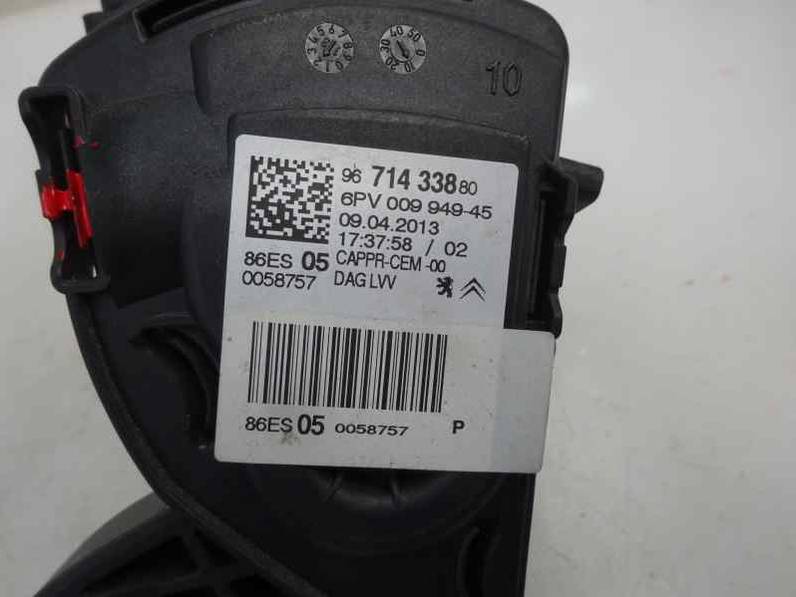 10
96 714 338 80
6PV 009 949-45
09.04.2013
17:37:58 / 02
86ES 05 CAPPR-CEM-00
0058757 DAG LVV
86ES 05 0058757 P